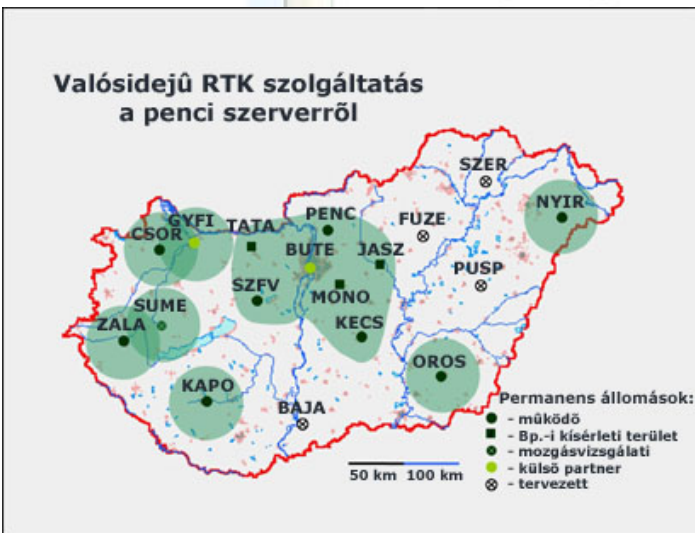 Valósidejû RTK szolgáltatás
a penci szerverrõl
SZER
NYIR
PENC
FUZE
GYFI
TATA
CSOR
BUTE
JASZ
PUSP
SZFV
MONO
SUME
KECS
ZALA
OROS
KAPO
BAJA
Permanens állomások:
- mûködõ
- Bp.-i kísérleti terület
- mozgásvizsgálati
- külsõ partner
- tervezett
50 km 100 km